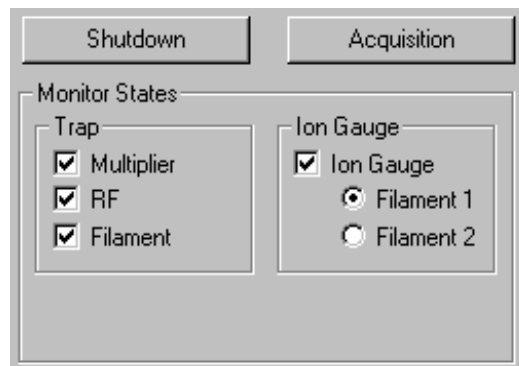 Shutdown Acquisition
Monitor States
Trap
Multiplier
RF
Filament
Ion Gauge
Ion Gauge
Filament 1
Filament 2